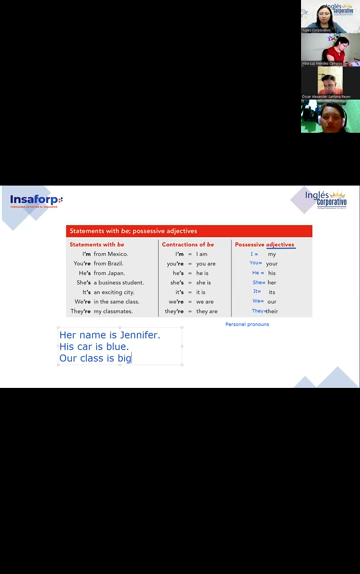 Inglés Corporativo
Insaforp
Inglés
Corporativo
Statements with be; possessive adjectives
Statements with be Contractions of be Possessive adjectives
I'm from Mexico. I'm = I am I = my
You're from Brazil. you're = you are You= your
He's from Japan. he's = he is He = his
She's a business student. she's = she is She= her
It's an exciting city. it's = it is It= its
We're in the same class. we're = we are We= our
They're my classmates. they're = they are They= their
Personal pronouns
Her name is Jennifer.
His car is blue.
Our class is big